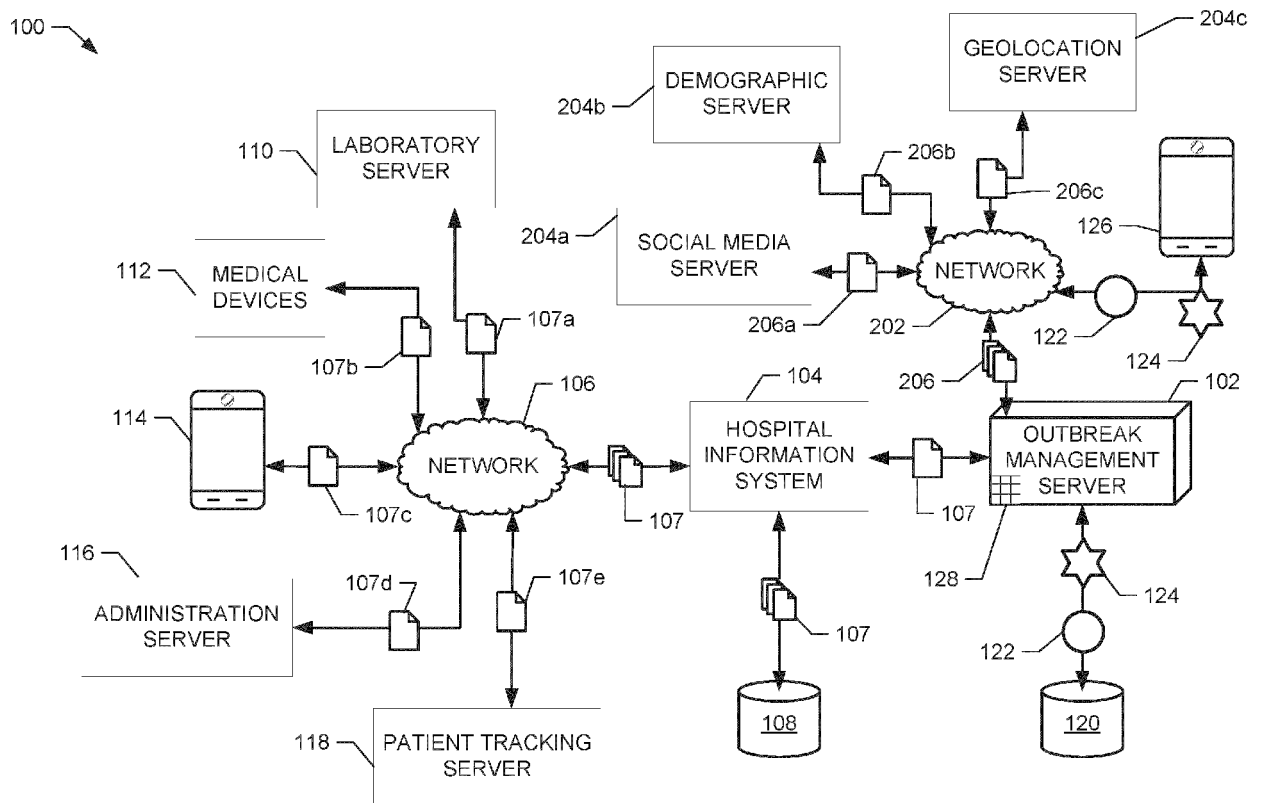 100
204c
GEOLOCATION
SERVER
DEMOGRAPHIC
SERVER
204b
110
LABORATORY
SERVER
206b
206c
126
204a
SOCIAL MEDIA
SERVER
NETWORK
112
MEDICAL
DEVICES
107a
107b
206a
202
122
124
206
102
104
106
114
NETWORK
HOSPITAL
INFORMATION
SYSTEM
OUTBREAK
MANAGEMENT
SERVER
107c
107
107
128
124
116
107d
107e
ADMINISTRATION
SERVER
107
122
108
120
118
PATIENT TRACKING
SERVER